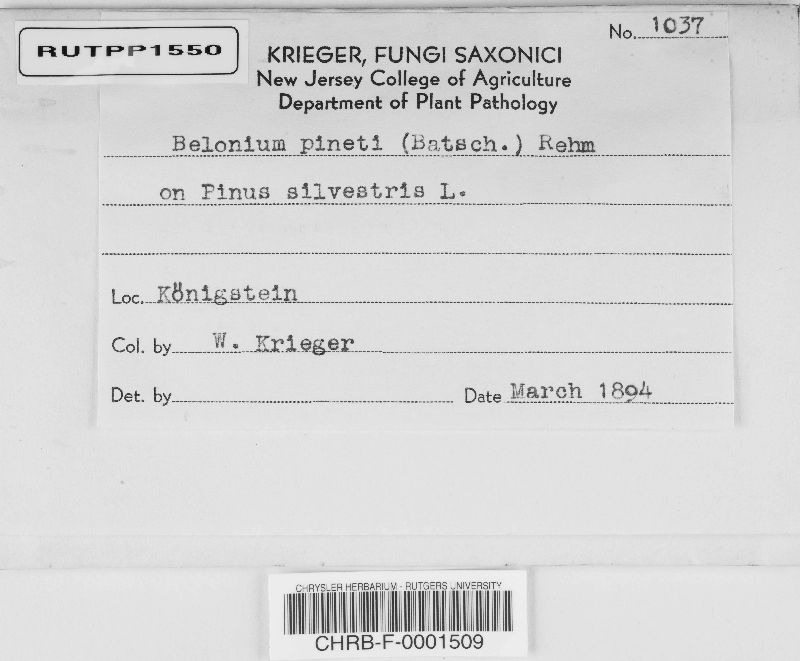 No. 1037
RUTPP1550
KRIEGER, FUNGI SAXONICI
New Jersey College of Agriculture
Department of Plant Pathology
Belonium pineti (Batsch.) Rehm
on Pinus silvestris L.
Loc. Königstein
Col. by W. Krieger
Det. by Date March 1894
CHRYSLER HERBARIUM - RUTGERS UNIVERSITY
CHRB-F-0001509